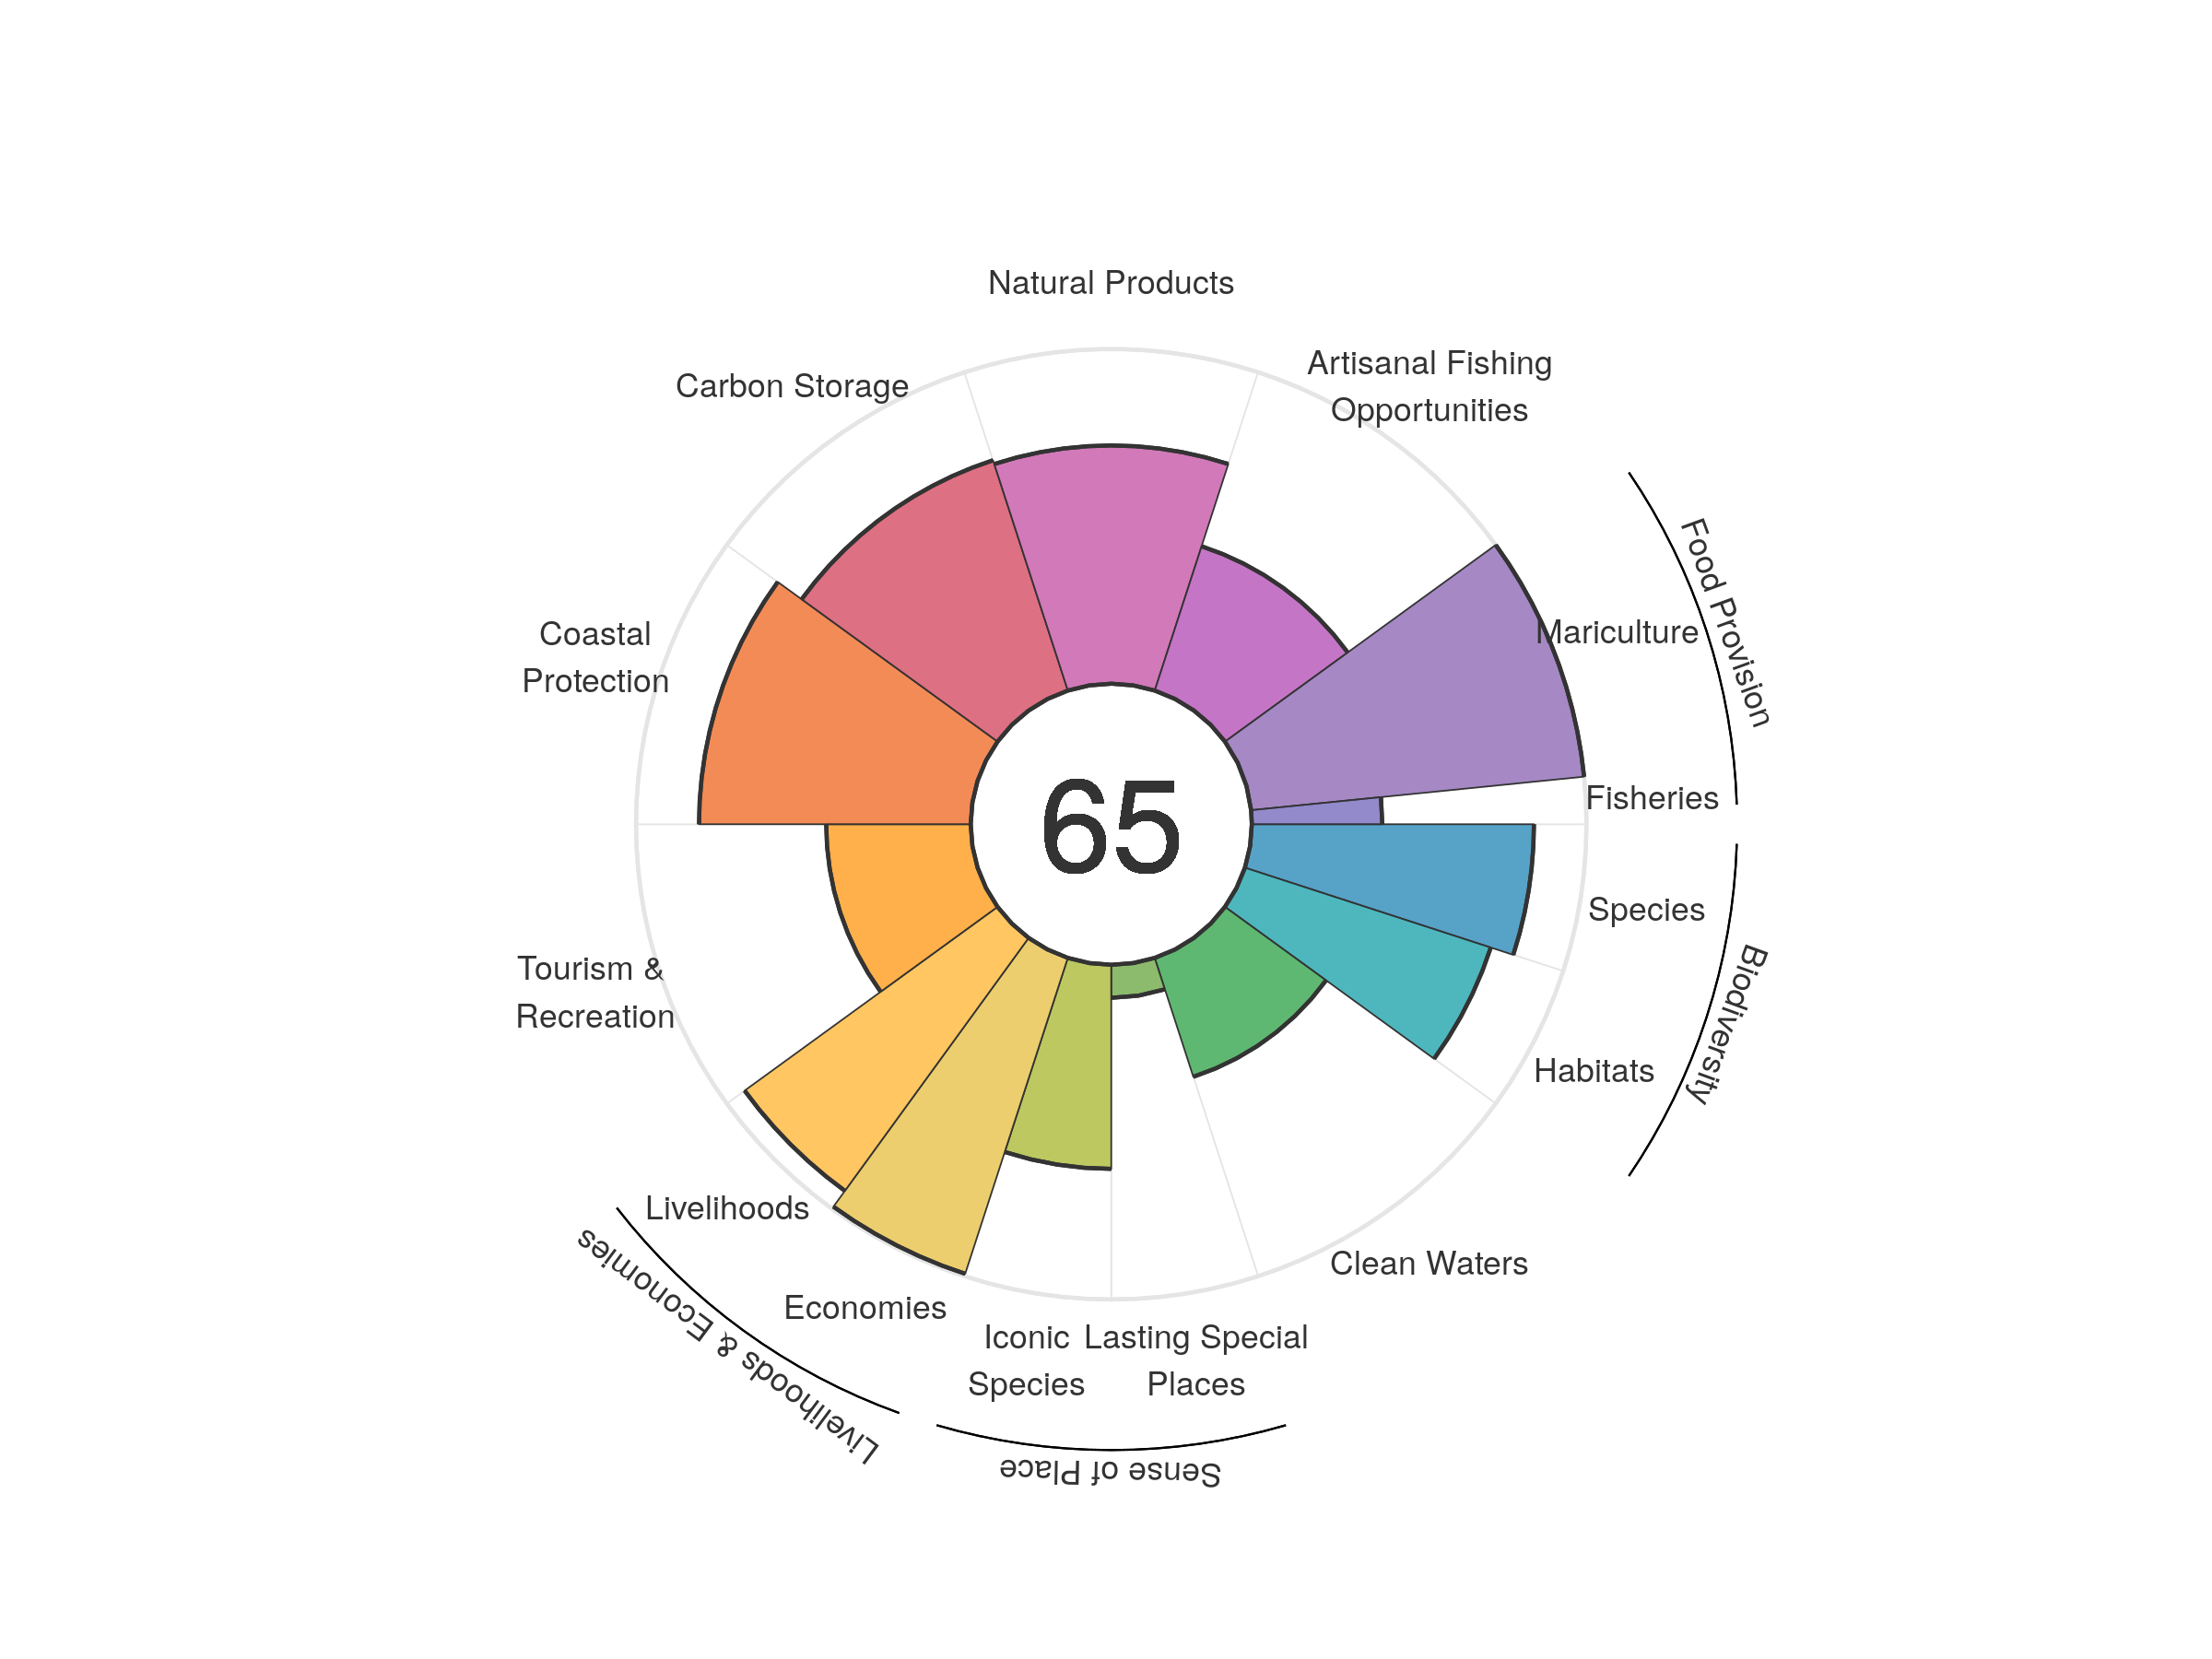 Natural Products
Artisanal Fishing
Opportunities
Carbon Storage
Food Provision
Mariculture
Coastal
Protection
65
Fisheries
Species
Biodiversity
Tourism &
Recreation
Habitats
Livelihoods
Clean Waters
Livelihoods & Economies
Economies
Iconic
Species
Lasting Special
Places
Sense of Place